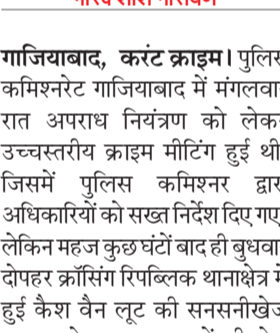 गाजियाबाद, करंट क्राइम। पुलिस
कमिश्नरेट गाजियाबाद में मंगलवा
रात अपराध नियंत्रण को लेक
उच्चस्तरीय क्राइम मीटिंग हुई थी
जिसमें पुलिस कमिश्नर द्वार
अधिकारियों को सख्त निर्देश दिए गए
लेकिन महज कुछ घंटों बाद ही बुधवा
दोपहर क्रॉसिंग रिपब्लिक थानाक्षेत्र में
हुई कैश वैन लूट की सनसनीखेज